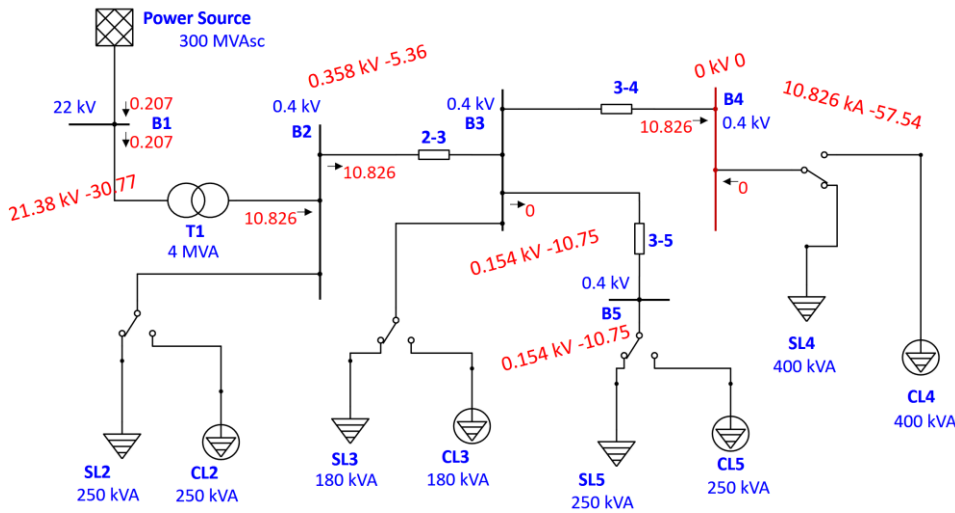 Power Source
300 MVAsc
22 kV
0.207
B1
0.207
21.38 kV -30.77
T1
4 MVA
10.826
0.358 kV -5.36
0.4 kV
B2
2-3
10.826
0.4 kV
B3
3-4
10.826
0 kV 0
B4
0.4 kV
0
10.826 kA -57.54
0
0.154 kV -10.75
3-5
0.4 kV
B5
0.154 kV -10.75
SL2
250 kVA
CL2
250 kVA
SL3
180 kVA
CL3
180 kVA
SL5
250 kVA
CL5
250 kVA
SL4
400 kVA
CL4
400 kVA